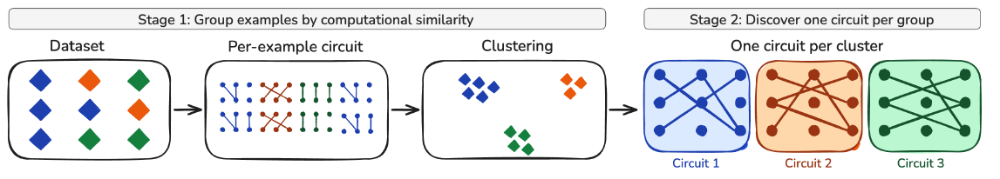 Stage 1: Group examples by computational similarity
Stage 2: Discover one circuit per group
Dataset
Per-example circuit
Clustering
One circuit per cluster
Circuit 1
Circuit 2
Circuit 3